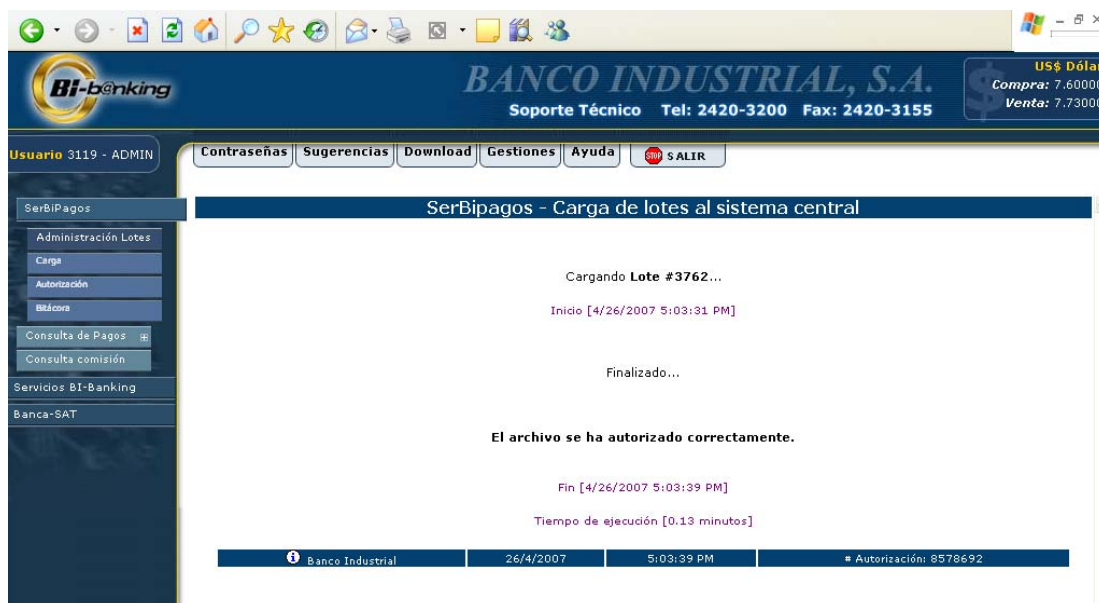 Bi-b@nking
BANCO INDUSTRIAL, S.A.
Soporte Técnico Tel: 2420-3200 Fax: 2420-3155
US$ Dólar
Compra: 7.60000
Venta: 7.73000
Usuario 3119 - ADMIN
Contraseñas Sugerencias Download Gestiones Ayuda STOP SALIR
SerBiPagos
Administración Lotes
Carga
Autorización
Bitácora
Consulta de Pagos
Consulta comisión
Servicios BI-Banking
Banca-SAT
SerBipagos - Carga de lotes al sistema central
Cargando Lote #3762...
Inicio [4/26/2007 5:03:31 PM]
Finalizado...
El archivo se ha autorizado correctamente.
Fin [4/26/2007 5:03:39 PM]
Tiempo de ejecución [0.13 minutos]
Banco Industrial 26/4/2007 5:03:39 PM # Autorización: 8578692